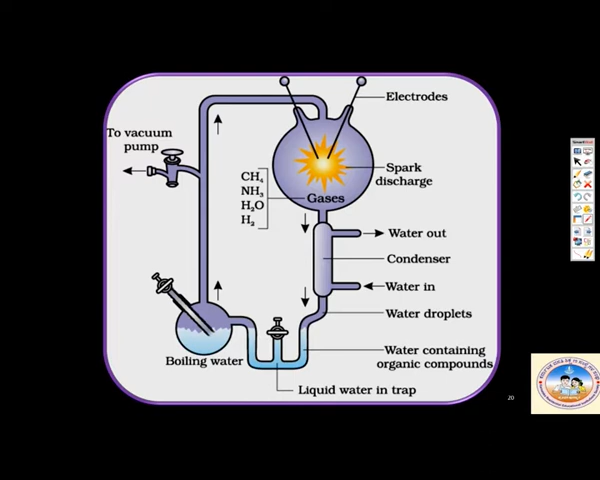 Electrodes
To vacuum
pump
Spark
discharge
CH₄
NH₃
H₂O
H₂
Gases
Water out
Condenser
Water in
Water droplets
Boiling water
Water containing
organic compounds
Liquid water in trap
20